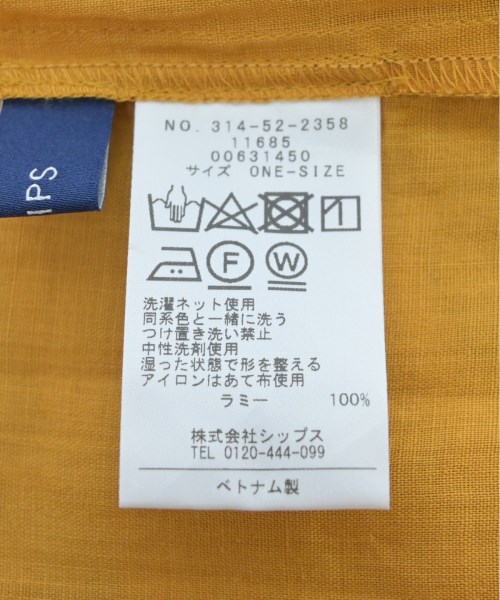 NO. 314-52-2358
11685
00631450
サイズ ONE-SIZE
F
W
洗濯ネット使用
同系色と一緒に洗う
つけ置き洗い禁止
中性洗剤使用
湿った状態で形を整える
アイロンはあて布使用
ラミー 100%
株式会社シップス
TEL 0120-444-099
ベトナム製
IPS